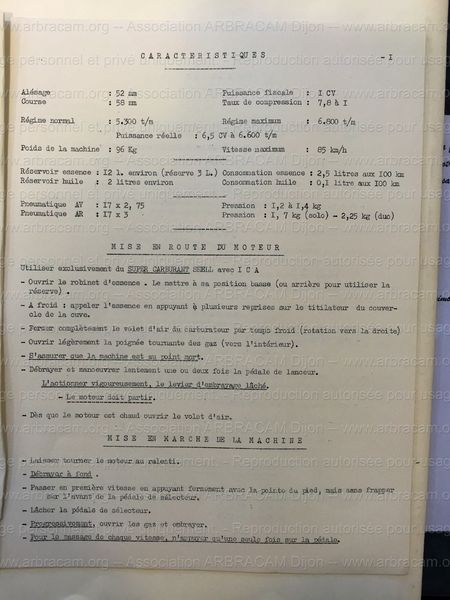 CARACTERISTIQUES - I
Alésage : 52 mm Puissance fiscale : I CV
Course : 58 mm Taux de compression : 7,8 à I
Régime normal : 5.300 t/m Régime maximum : 6.800 t/m
Puissance réelle : 6,5 CV à 6.600 t/m
Poids de la machine : 96 Kg Vitesse maximum : 85 km/h
Réservoir essence : I2 l. environ (réserve 3 L.) Consommation essence : 2,5 litres aux I00 km
Réservoir huile : 2 litres environ Consommation huile : 0,I litre aux I00 km
Pneumatique AV : I7 x 2, 75 Pression : I,2 à I,4 kg
Pneumatique AR : I7 x 3 Pression : I, 7 kg (solo) - 2,25 kg (duo)
MISE EN ROUTE DU MOTEUR
Utiliser exclusivement du SUPER CARBURANT SHELL avec I C A
- Ouvrir le robinet d'essence . Le mettre à sa position basse (ou arrière pour utiliser la
réserve) .
- A froid : appeler l'essence en appuyant à plusieurs reprises sur le titilateur du couver-
cle de la cuve.
- Fermer complètement le volet d'air du carburateur par temps froid (rotation vers la droite)
- Ouvrir légèrement la poignée tournante des gaz (vers l'intérieur).
- S'assurer que la machine est au point mort.
- Débrayer et manoeuvrer lentement une ou deux fois la pédale de lanceur.
L'actionner vigoureusement, le levier d'embrayage lâché.
- Le moteur doit partir.
- Dès que le moteur est chaud ouvrir le volet d'air.
MISE EN MARCHE DE LA MACHINE
- Laisser tourner le moteur au ralenti.
- Débrayez à fond .
- Passer en première vitesse en appuyant fermement avec la pointe du pied, mais sans frapper
sur l'avant de la pédale de sélecteur.
- Lâcher la pédale de sélecteur.
- Progressivement, ouvrir les gaz et embrayer.
- Pour le passage de chaque vitesse, n'appuyer qu'une seule fois sur la pédale.